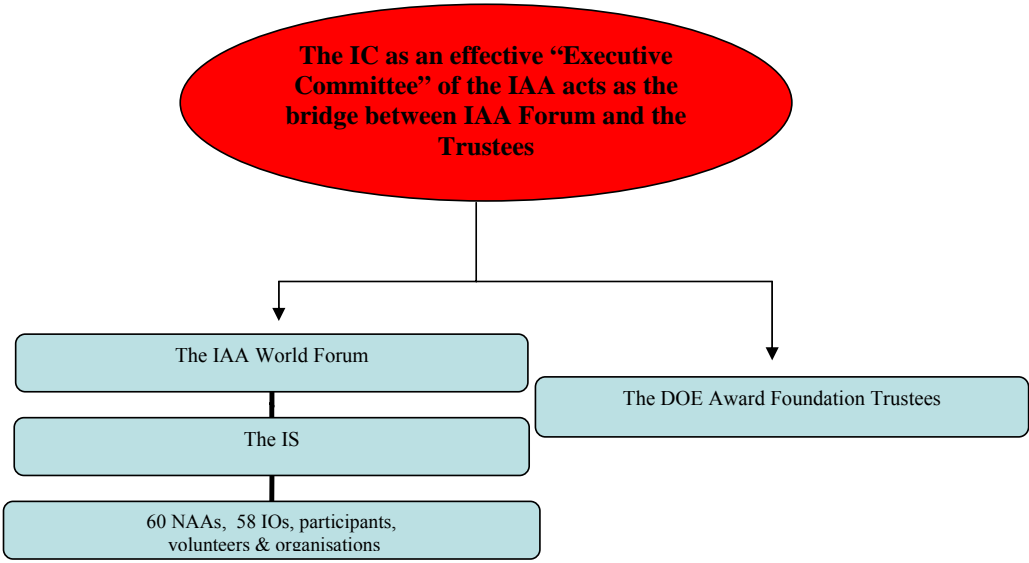 The IC as an effective “Executive
Committee” of the IAA acts as the
bridge between IAA Forum and the
Trustees
The IAA World Forum
The DOE Award Foundation Trustees
The IS
60 NAAs,  58 IOs, participants,
volunteers & organisations